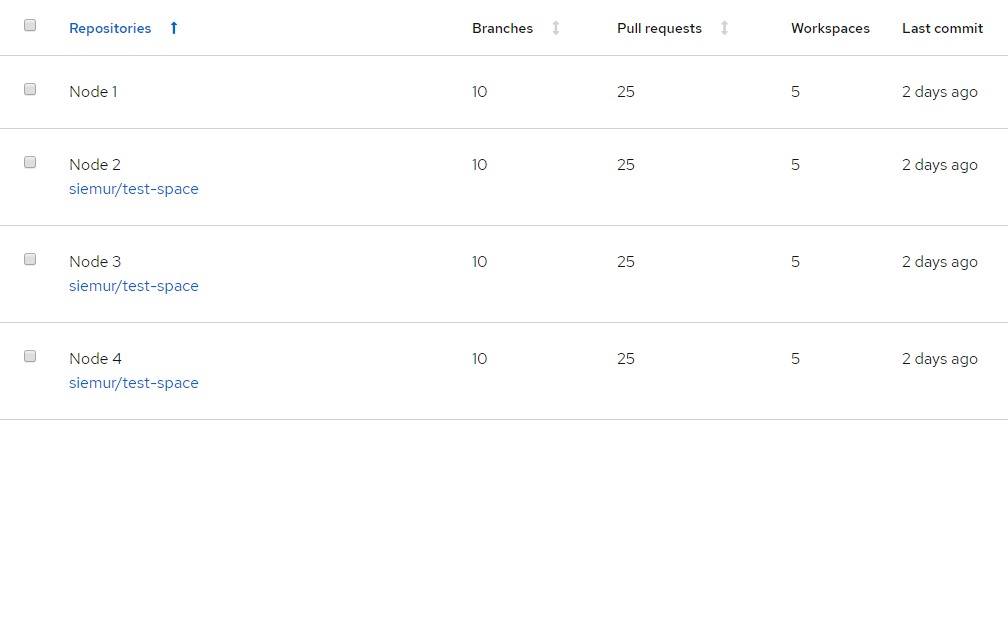 Repositories Branches Pull requests Workspaces Last commit
Node 1 10 25 5 2 days ago
Node 2 10 25 5 2 days ago
siemur/test-space
Node 3 10 25 5 2 days ago
siemur/test-space
Node 4 10 25 5 2 days ago
siemur/test-space